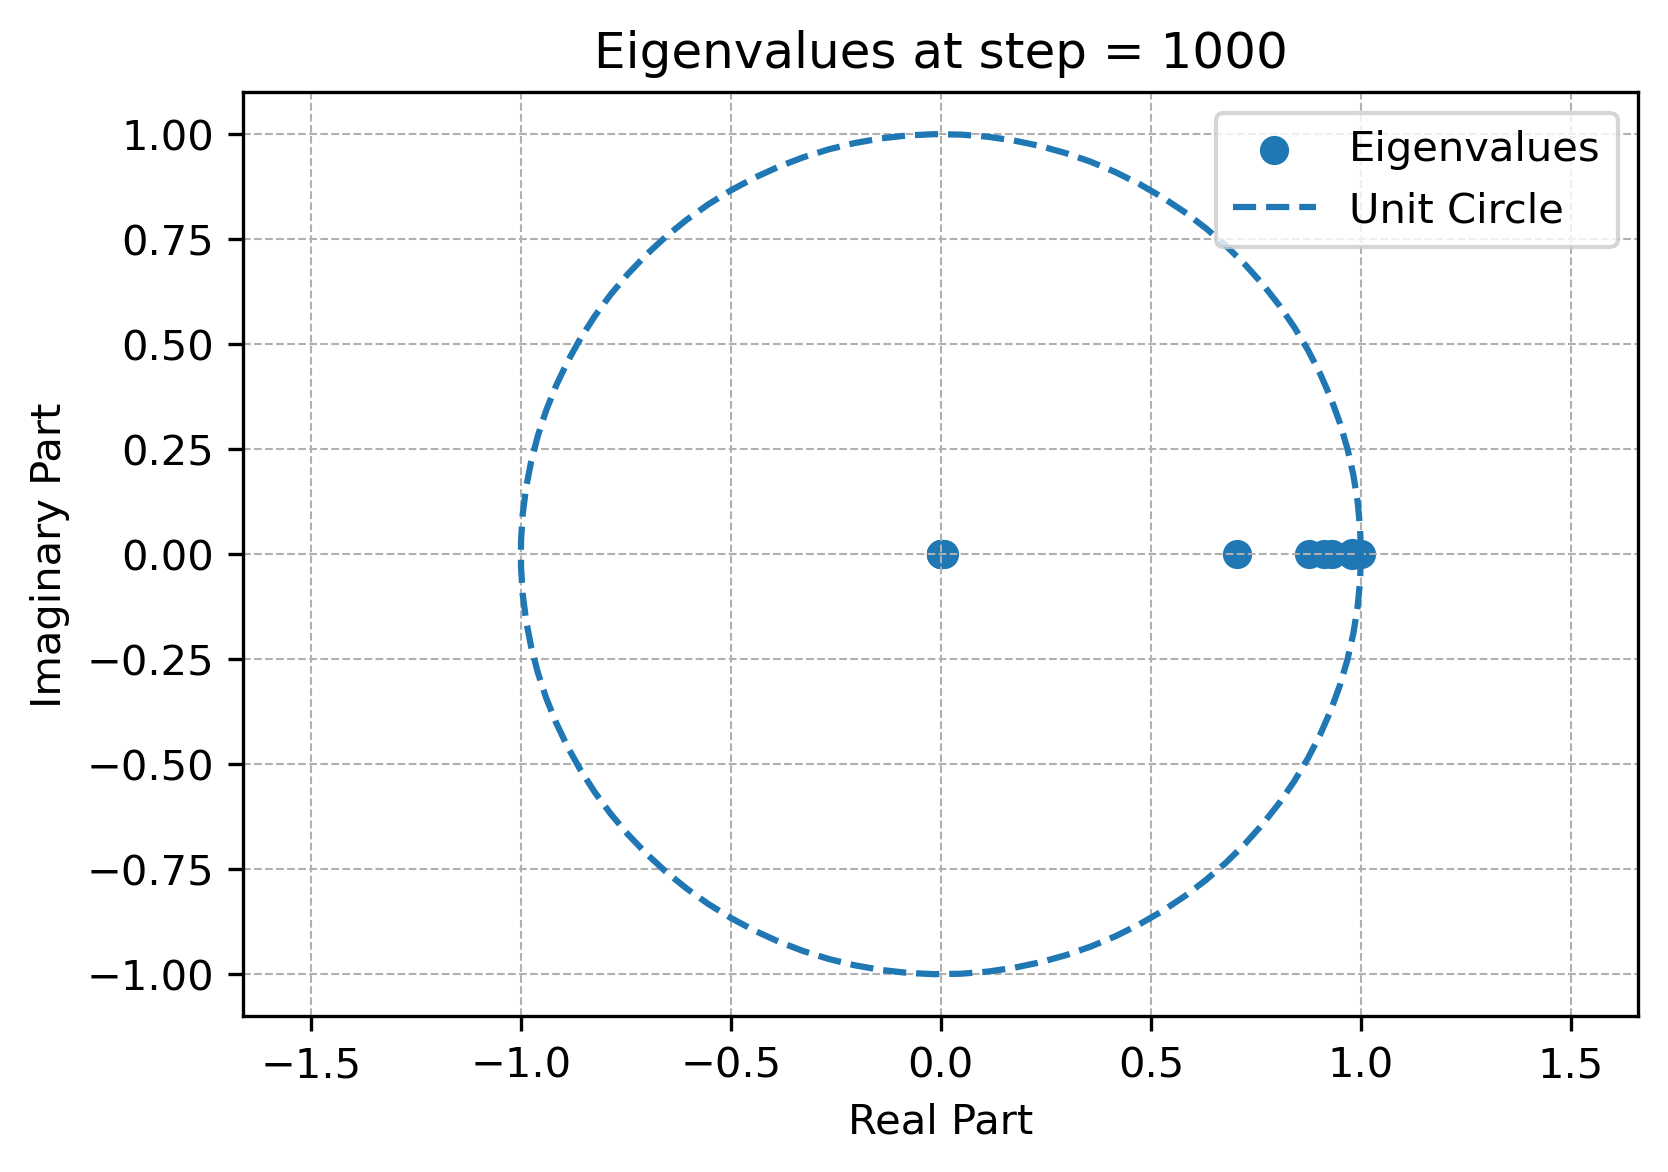 Eigenvalues at step = 1000
Eigenvalues
Unit Circle
1.00
0.75
0.50
0.25
0.00
−0.25
−0.50
−0.75
−1.00
Imaginary Part
−1.5 −1.0 −0.5 0.0 0.5 1.0 1.5
Real Part